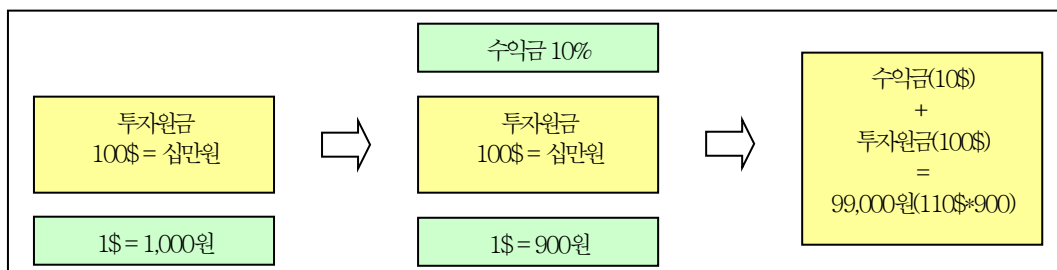 투자원금
100$ = 십만원
1$ = 1,000원
수익금 10%
투자원금
100$ = 십만원
1$ = 900원
수익금(10$)
+
투자원금(100$)
=
99,000원(110$*900)